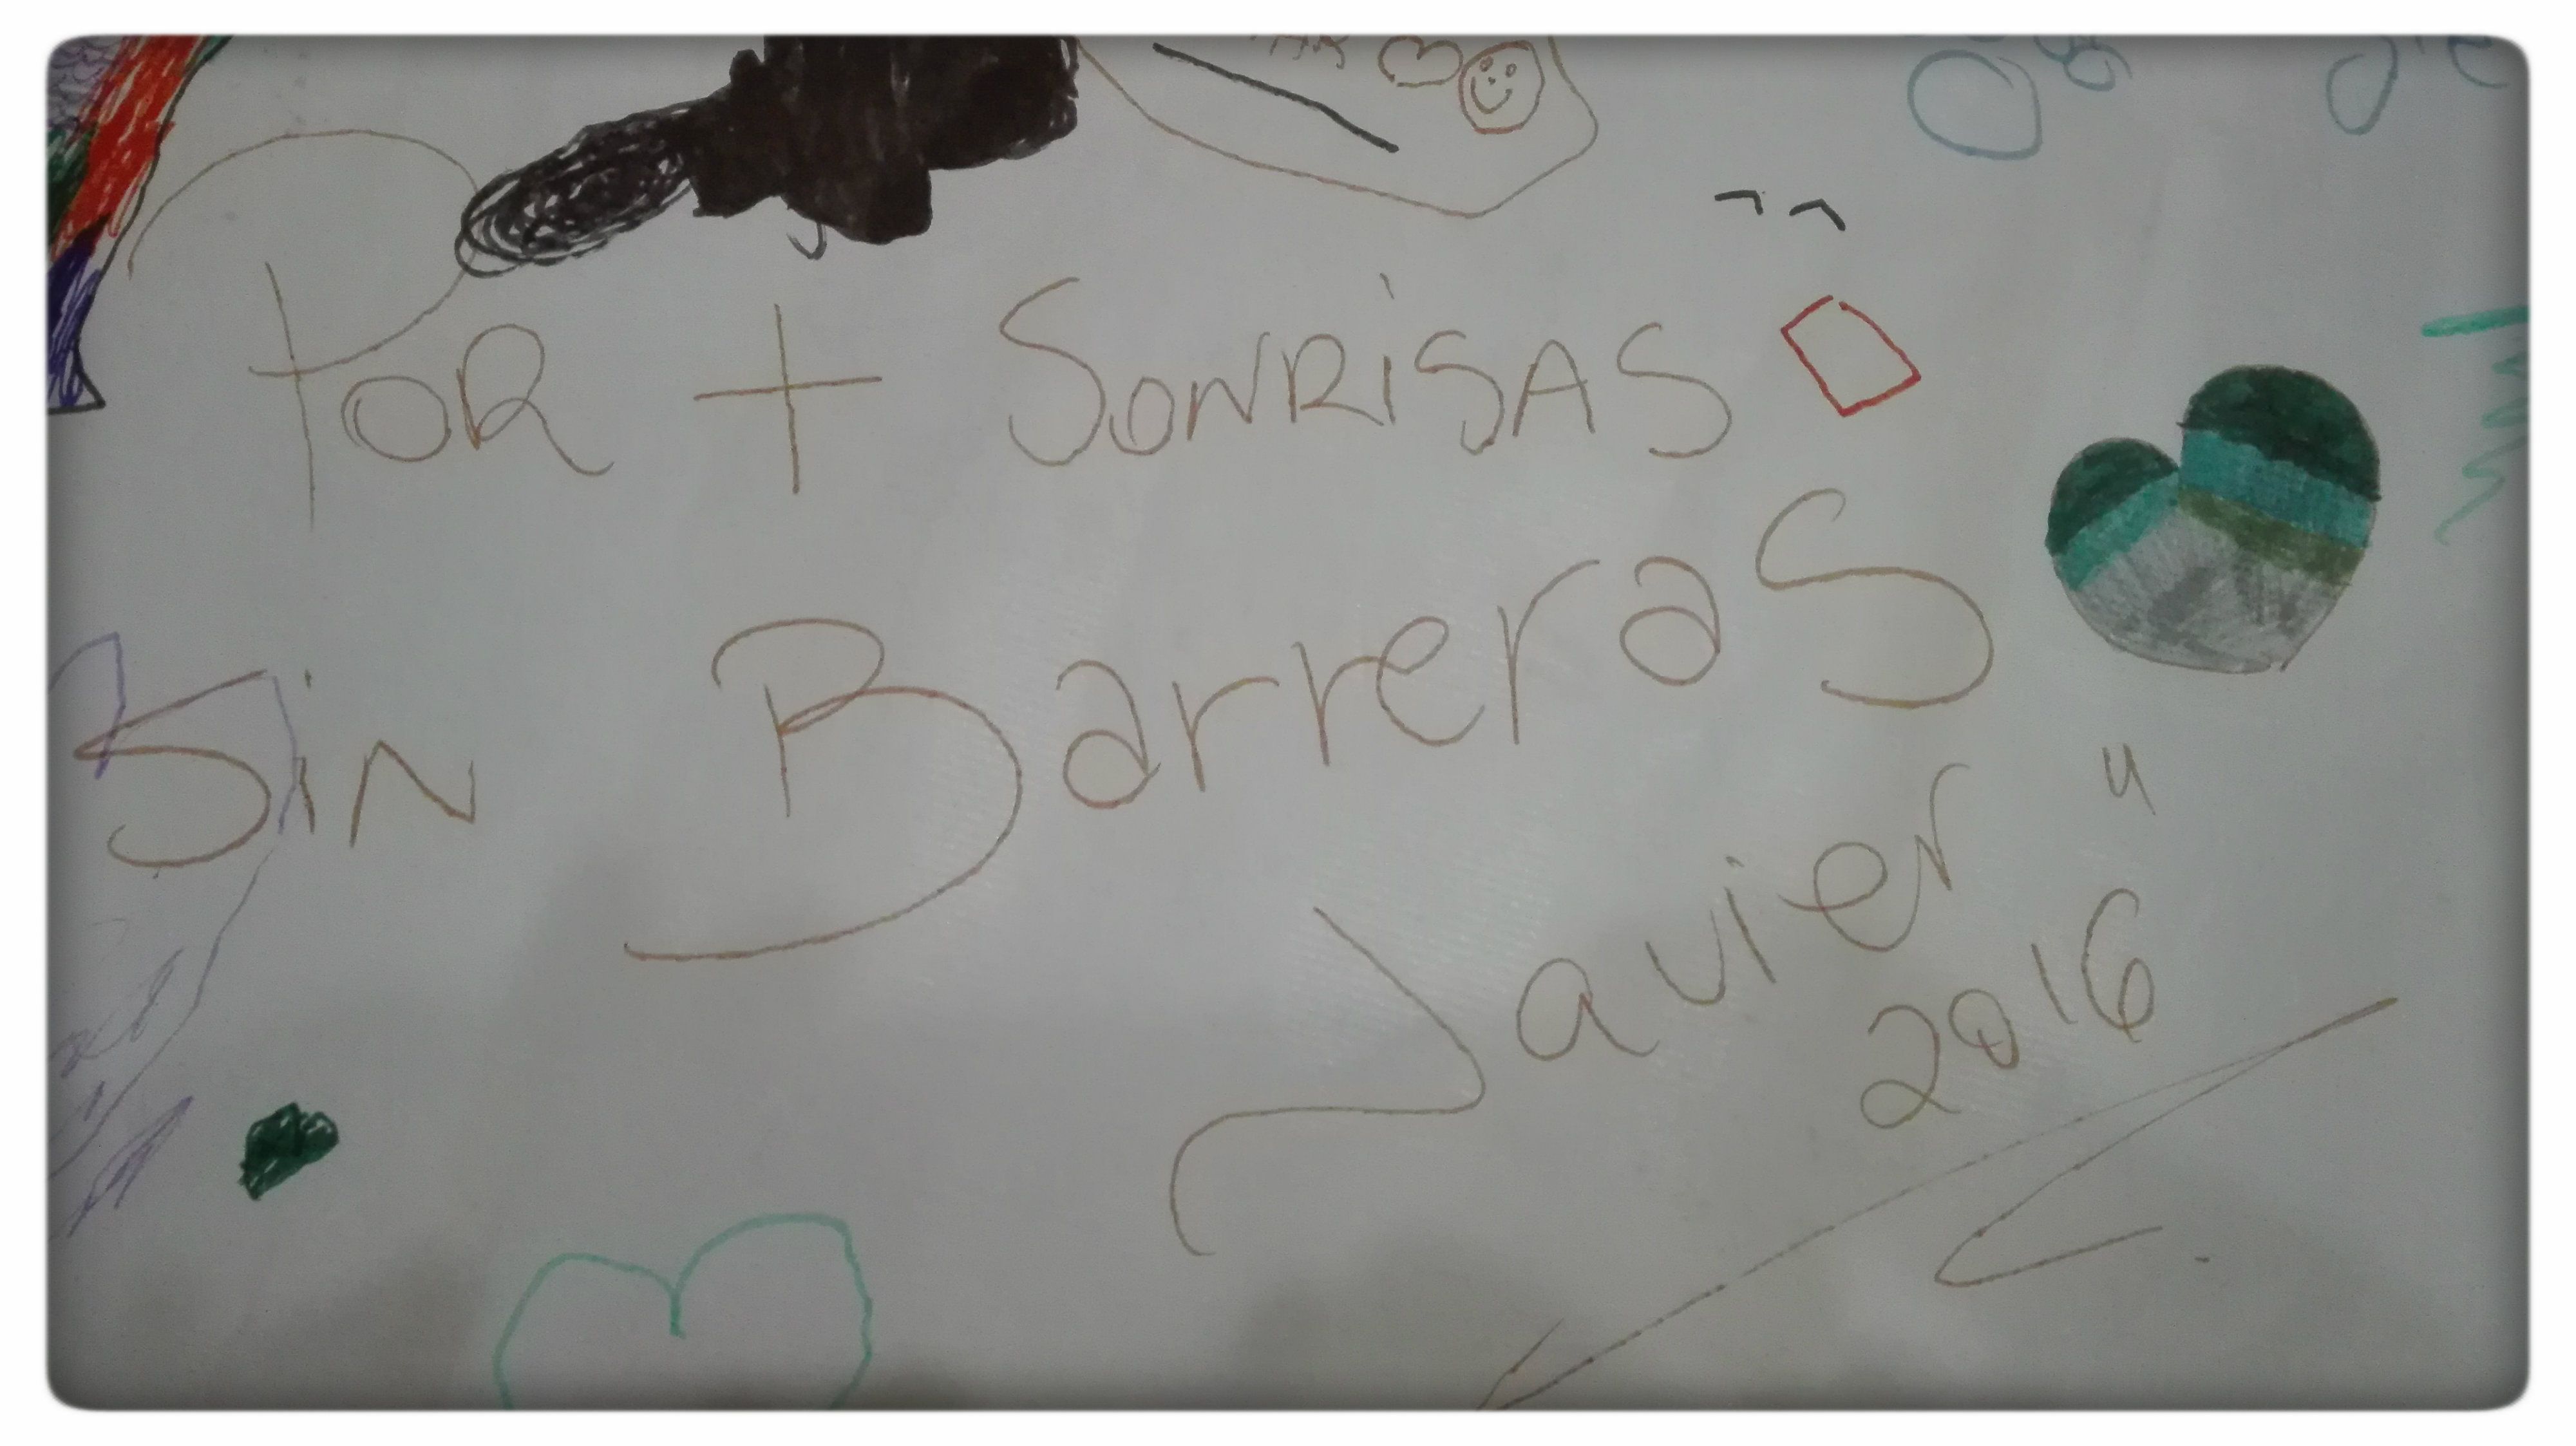 Por + Sonrisas
Sin Barreras
Javier "
2016